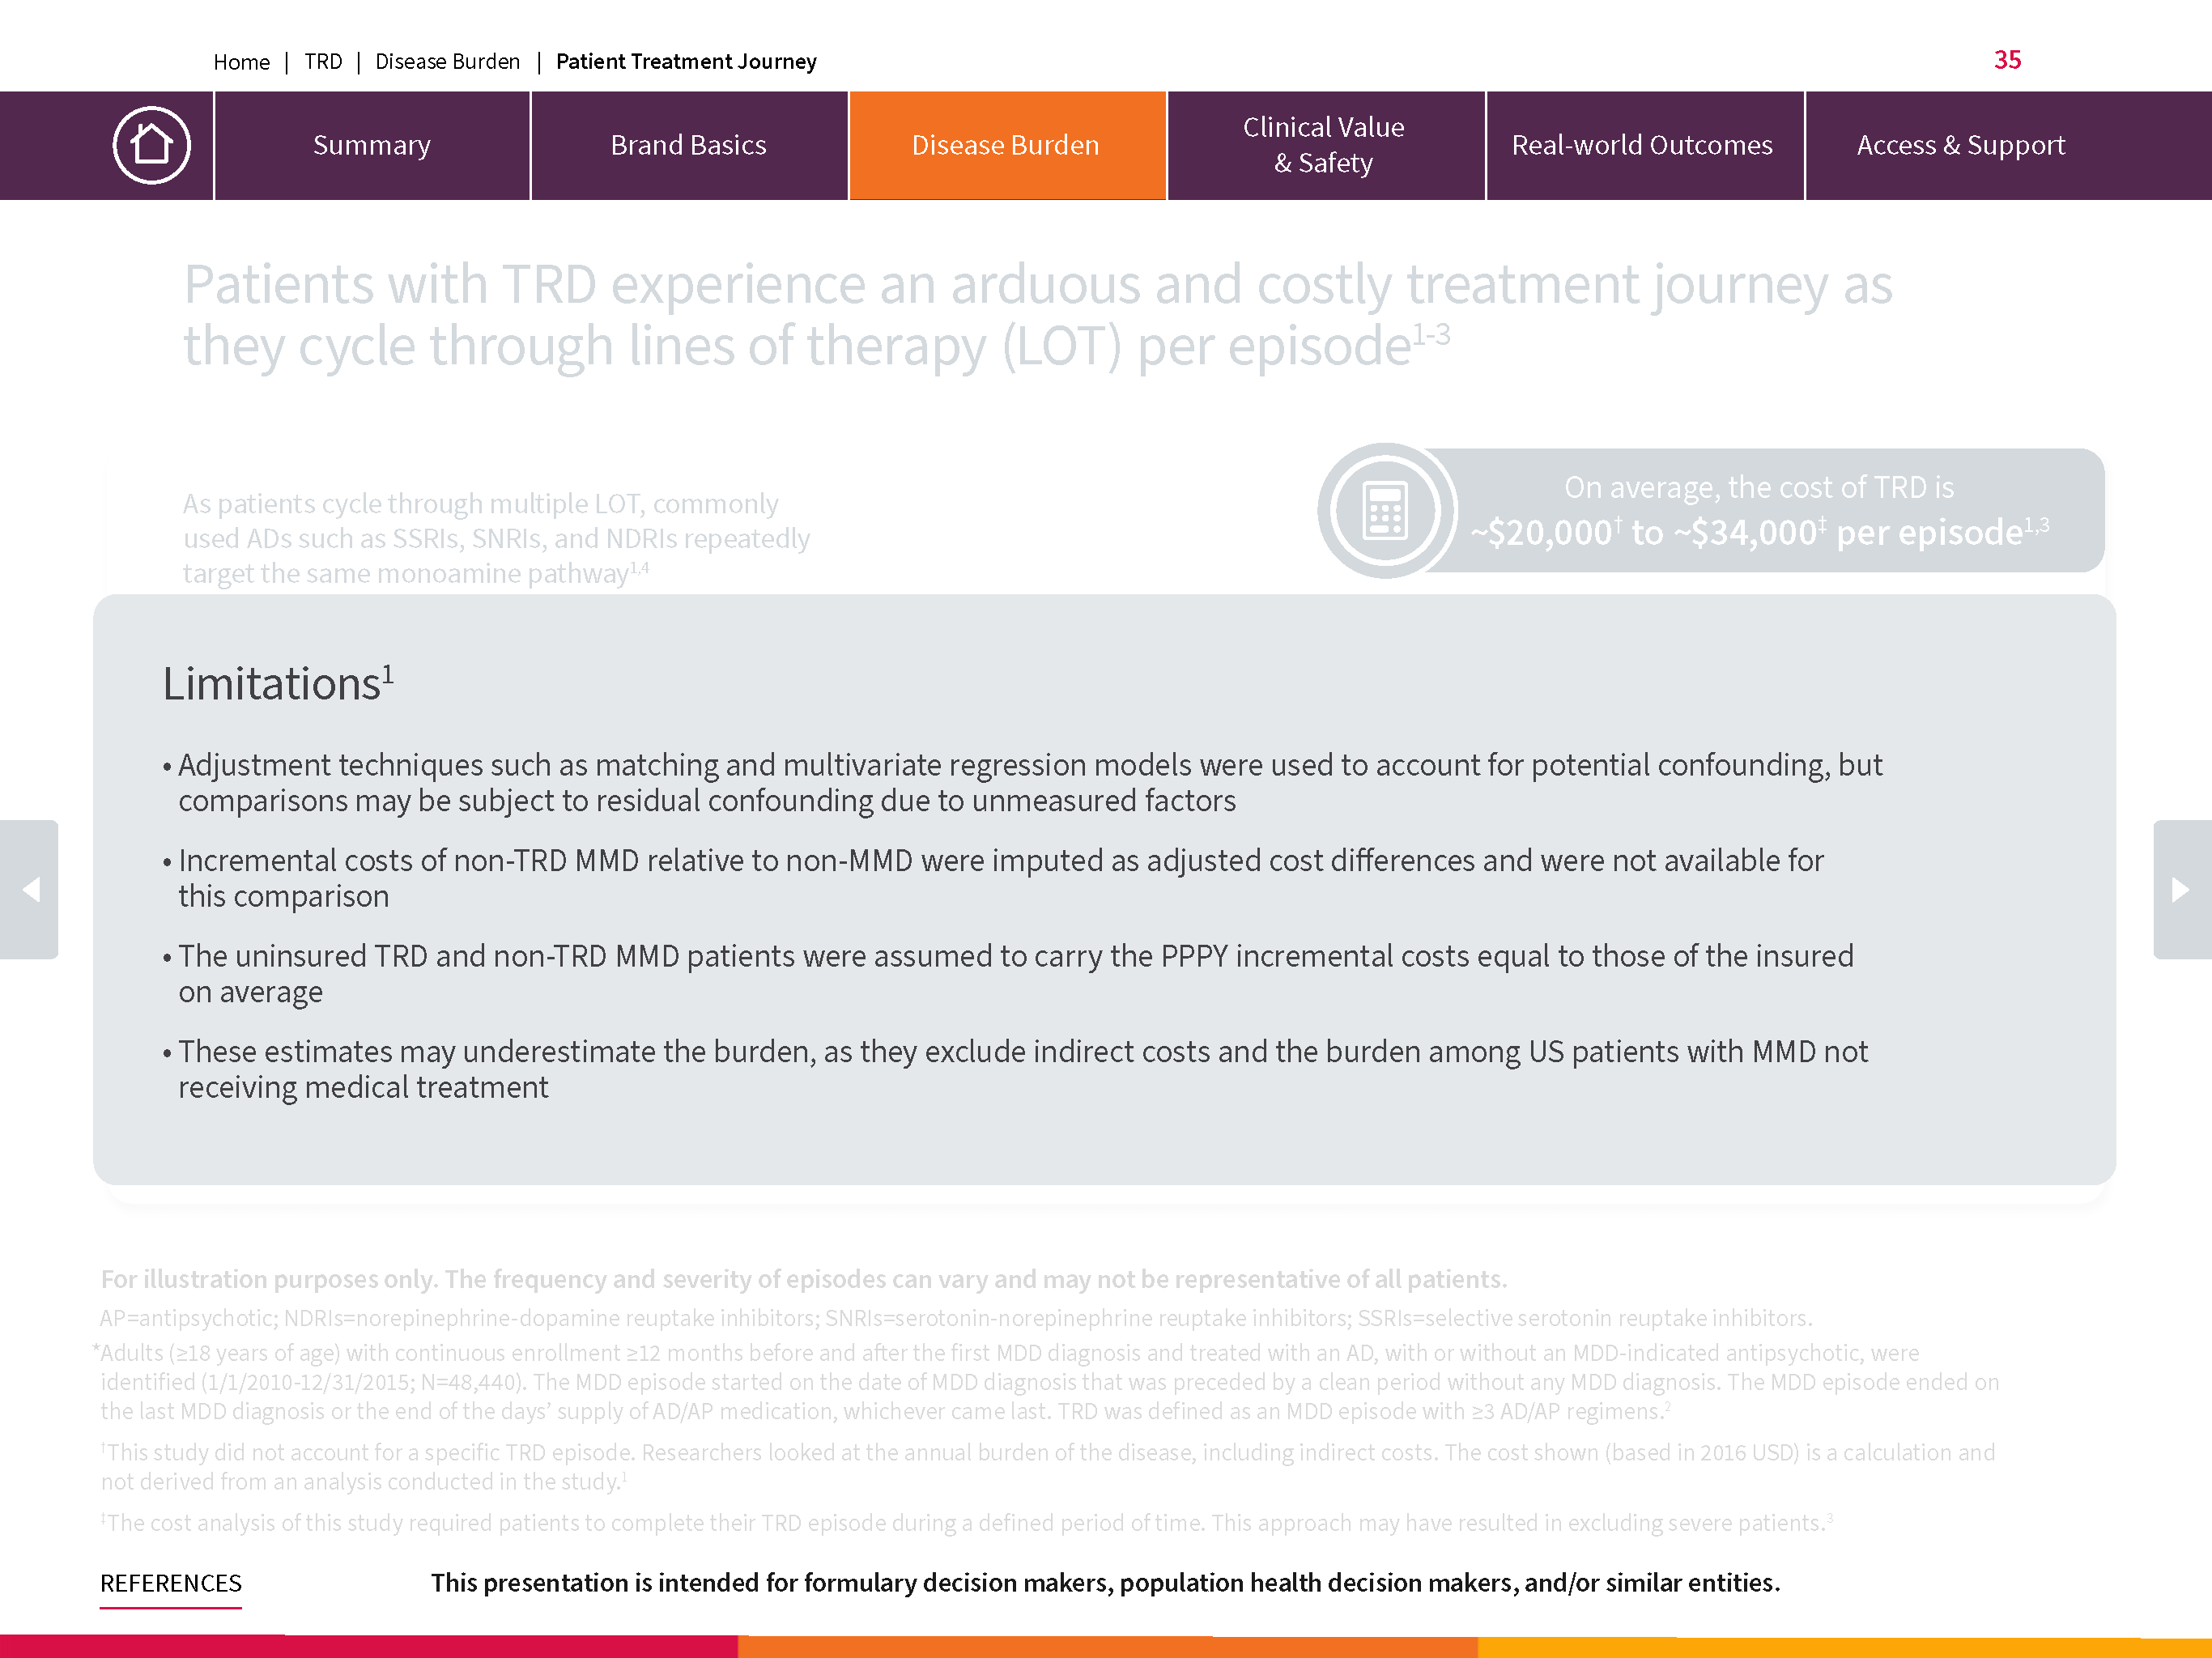 Home | TRD | Disease Burden | Patient Treatment Journey
35
Summary
Brand Basics
Disease Burden
Clinical Value
& Safety
Real-world Outcomes
Access & Support
Patients with TRD experience an arduous and costly treatment journey as
they cycle through lines of therapy (LOT) per episode1-3
As patients cycle through multiple LOT, commonly
used ADs such as SSRIs, SNRIs, and NDRIs repeatedly
target the same monoamine pathway1,4
On average, the cost of TRD is
~$20,000† to ~$34,000‡ per episode1,3
Limitations1
• Adjustment techniques such as matching and multivariate regression models were used to account for potential confounding, but
comparisons may be subject to residual confounding due to unmeasured factors
• Incremental costs of non-TRD MMD relative to non-MMD were imputed as adjusted cost differences and were not available for
this comparison
• The uninsured TRD and non-TRD MMD patients were assumed to carry the PPPY incremental costs equal to those of the insured
on average
• These estimates may underestimate the burden, as they exclude indirect costs and the burden among US patients with MMD not
receiving medical treatment
For illustration purposes only. The frequency and severity of episodes can vary and may not be representative of all patients.
AP=antipsychotic; NDRIs=norepinephrine-dopamine reuptake inhibitors; SNRIs=serotonin-norepinephrine reuptake inhibitors; SSRIs=selective serotonin reuptake inhibitors.
*Adults (≥18 years of age) with continuous enrollment ≥12 months before and after the first MDD diagnosis and treated with an AD, with or without an MDD-indicated antipsychotic, were
identified (1/1/2010-12/31/2015; N=48,440). The MDD episode started on the date of MDD diagnosis that was preceded by a clean period without any MDD diagnosis. The MDD episode ended on
the last MDD diagnosis or the end of the days’ supply of AD/AP medication, whichever came last. TRD was defined as an MDD episode with ≥3 AD/AP regimens.2
†This study did not account for a specific TRD episode. Researchers looked at the annual burden of the disease, including indirect costs. The cost shown (based in 2016 USD) is a calculation and
not derived from an analysis conducted in the study.1
‡The cost analysis of this study required patients to complete their TRD episode during a defined period of time. This approach may have resulted in excluding severe patients.3
REFERENCES
This presentation is intended for formulary decision makers, population health decision makers, and/or similar entities.